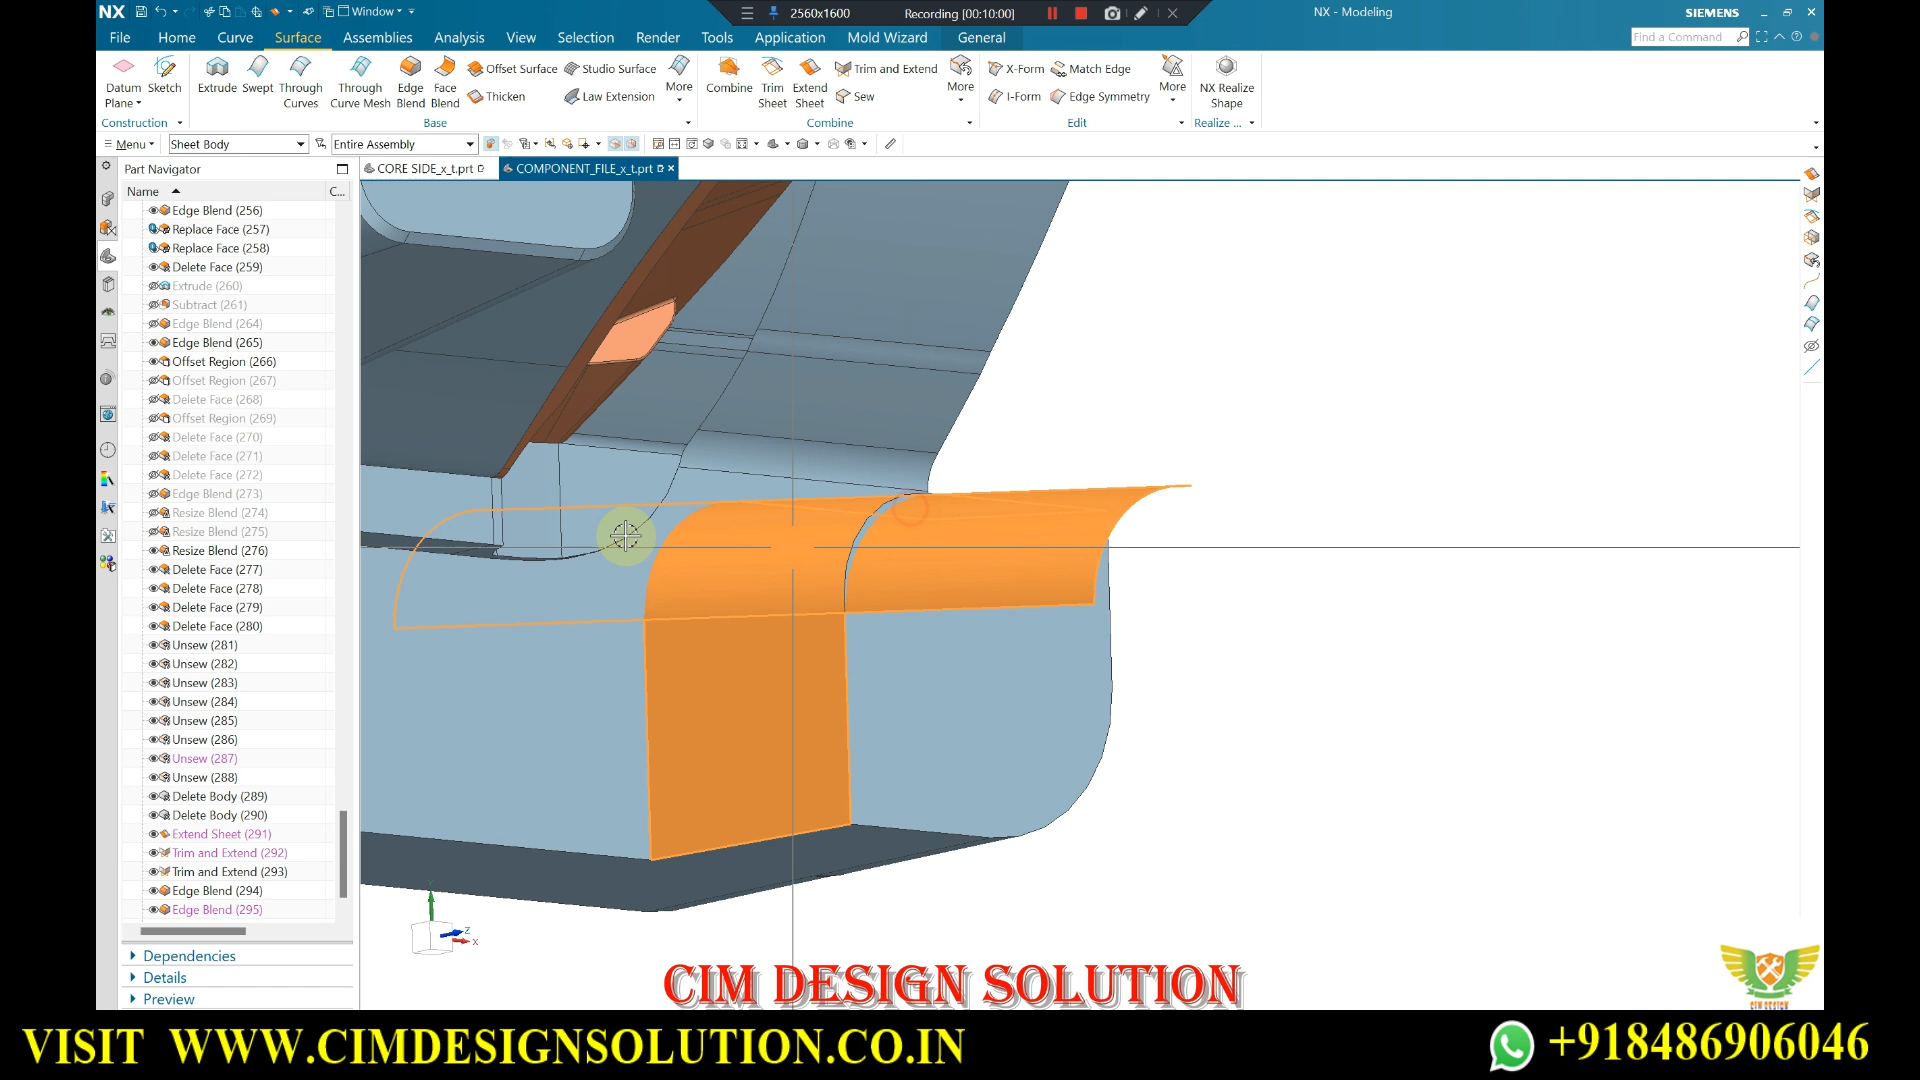 NX
Window
2560x1600
Recording [00:10:00]
NX - Modeling
SIEMENS
File Home Curve Surface Assemblies Analysis View Selection Render Tools Application Mold Wizard General
Find a Command
Datum Plane
Sketch
Extrude
Swept
Through Curves
Through Curve Mesh
Edge Blend
Face Blend
Offset Surface
Thicken
Studio Surface
Law Extension
More
Combine
Trim Sheet
Extend Sheet
Trim and Extend
Sew
More
X-Form
I-Form
Match Edge
Edge Symmetry
More
NX Realize Shape
Construction
Base
Combine
Edit
Realize ...
Menu
Sheet Body
Entire Assembly
Part Navigator
CORE SIDE_x_t.prt
COMPONENT_FILE_x_t.prt
Name
C...
Edge Blend (256)
Replace Face (257)
Replace Face (258)
Delete Face (259)
Extrude (260)
Subtract (261)
Edge Blend (264)
Edge Blend (265)
Offset Region (266)
Offset Region (267)
Delete Face (268)
Offset Region (269)
Delete Face (270)
Delete Face (271)
Delete Face (272)
Edge Blend (273)
Resize Blend (274)
Resize Blend (275)
Resize Blend (276)
Delete Face (277)
Delete Face (278)
Delete Face (279)
Delete Face (280)
Unsew (281)
Unsew (282)
Unsew (283)
Unsew (284)
Unsew (285)
Unsew (286)
Unsew (287)
Unsew (288)
Delete Body (289)
Delete Body (290)
Extend Sheet (291)
Trim and Extend (292)
Trim and Extend (293)
Edge Blend (294)
Edge Blend (295)
Dependencies
Details
Preview
Z
X
CIM DESIGN SOLUTION
CIM DESIGN
VISIT WWW.CIMDESIGNSOLUTION.CO.IN
+918486906046